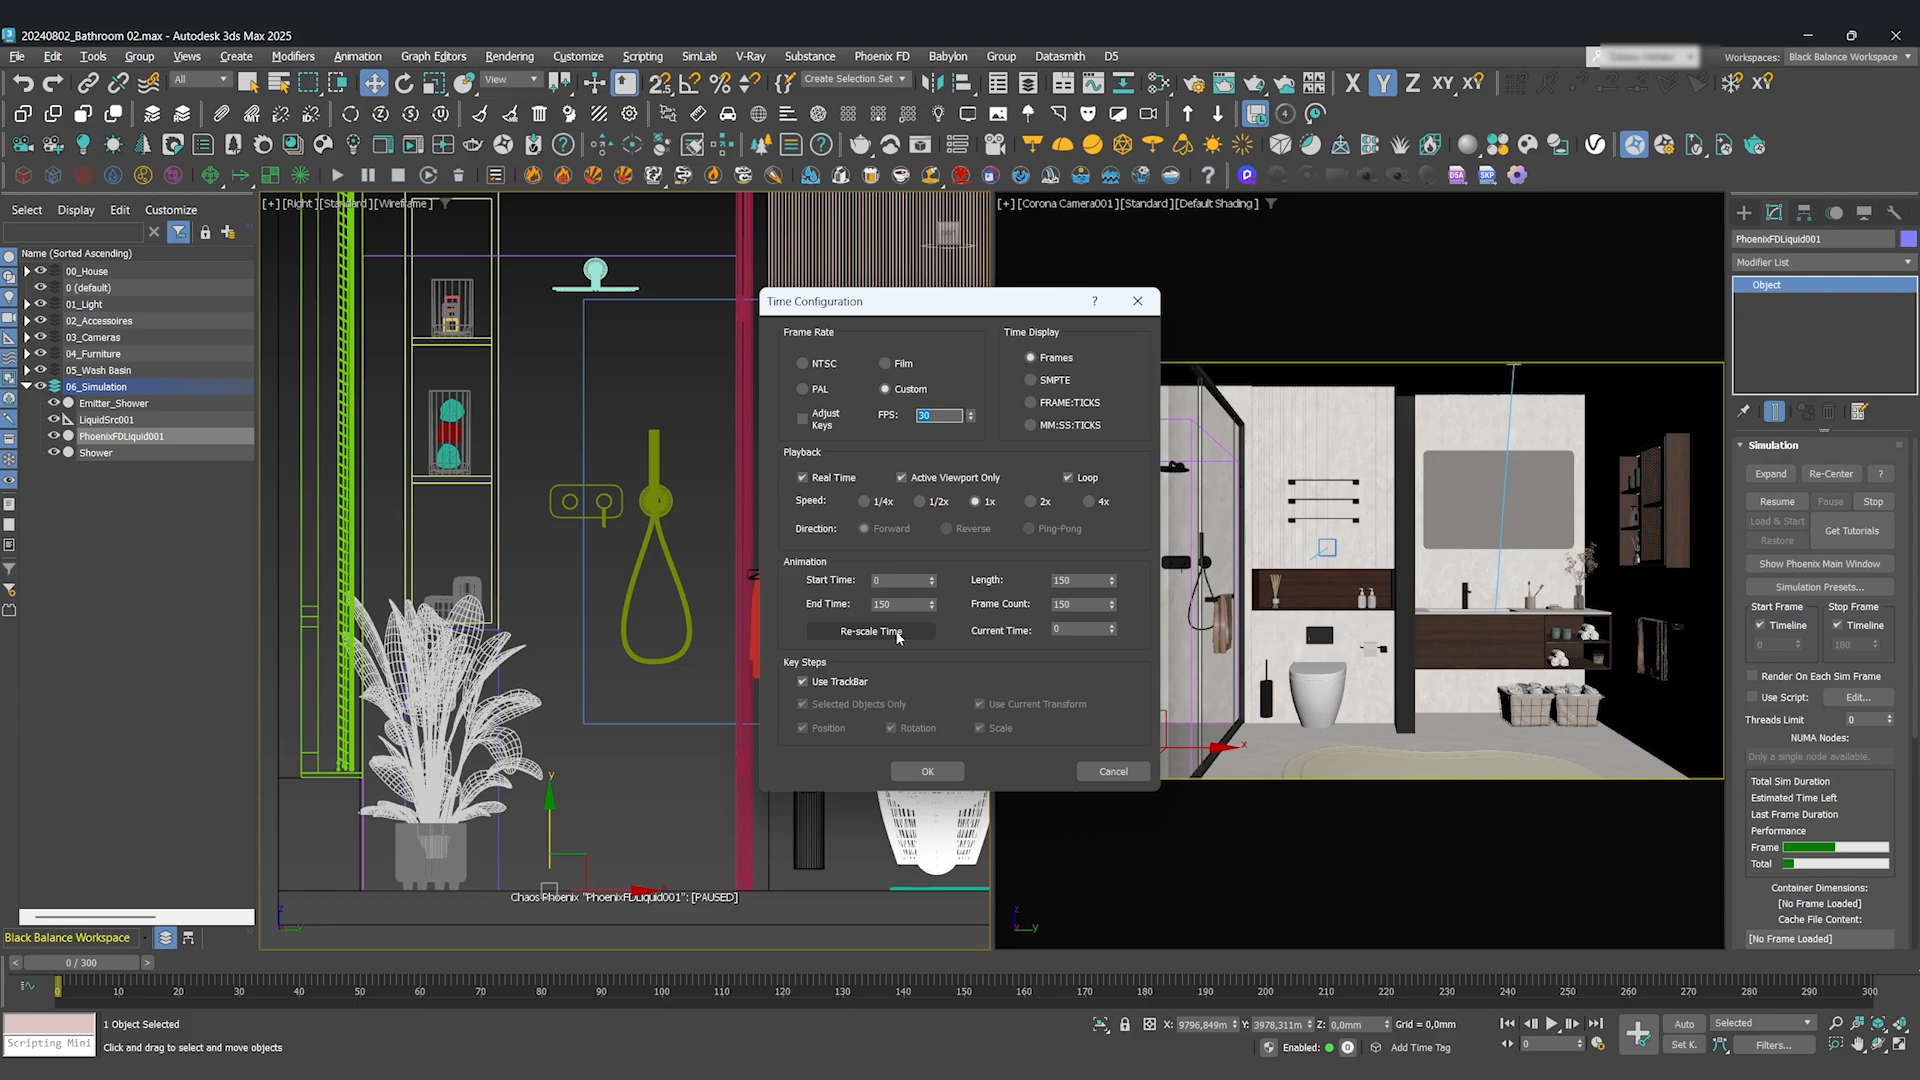 20240802_Bathroom 02.max - Autodesk 3ds Max 2025
File Edit Tools Group Views Create Modifiers Animation Graph Editors Rendering Customize Scripting SimLab V-Ray Substance Phoenix FD Babylon Group Datasmith D5
Workspaces: Black Balance Workspace
All
View
Create Selection Set
X Y Z XY XY
Select Display Edit Customize
Name (Sorted Ascending)
00_House
0 (default)
01_Light
02_Accessoires
03_Cameras
04_Furniture
05_Wash Basin
06_Simulation
Emitter_Shower
LiquidSrc001
PhoenixFDLiquid001
Shower
Black Balance Workspace
[+] [Right ] [Standard ] [Wireframe ]
[+] [Corona Camera001 ] [Standard ] [Default Shading ]
Chaos Phoenix "PhoenixFDLiquid001": [PAUSED]
Time Configuration
?
Frame Rate
NTSC
Film
PAL
Custom
Adjust Keys
FPS: 30
Time Display
Frames
SMPTE
FRAME:TICKS
MM:SS:TICKS
Playback
Real Time
Active Viewport Only
Loop
Speed: 1/4x 1/2x 1x 2x 4x
Direction: Forward Reverse Ping-Pong
Animation
Start Time: 0
Length: 150
End Time: 150
Frame Count: 150
Re-scale Time
Current Time: 0
Key Steps
Use TrackBar
Selected Objects Only
Use Current Transform
Position
Rotation
Scale
OK
Cancel
PhoenixFDLiquid001
Modifier List
Object
Simulation
Expand Re-Center ?
Resume Pause Stop
Load & Start
Get Tutorials
Restore
Show Phoenix Main Window
Simulation Presets...
Start Frame Stop Frame
Timeline Timeline
0 100
Render On Each Sim Frame
Use Script: Edit...
Threads Limit 0
NUMA Nodes:
Only a single node available.
Total Sim Duration
Estimated Time Left
Last Frame Duration
Performance
Frame
Total
Container Dimensions:
[No Frame Loaded]
Cache File Content:
[No Frame Loaded]
< 0 / 300 >
0 10 20 30 40 50 60 70 80 90 100 110 120 130 140 150 160 170 180 190 200 210 220 230 240 250 260 270 280 290 300
1 Object Selected
Scripting Mini
Click and drag to select and move objects
X: 9796,849m Y: 3978,311m Z: 0,0mm Grid = 0,0mm
Enabled: 0 Add Time Tag
0
Auto Selected
Set K. Filters...